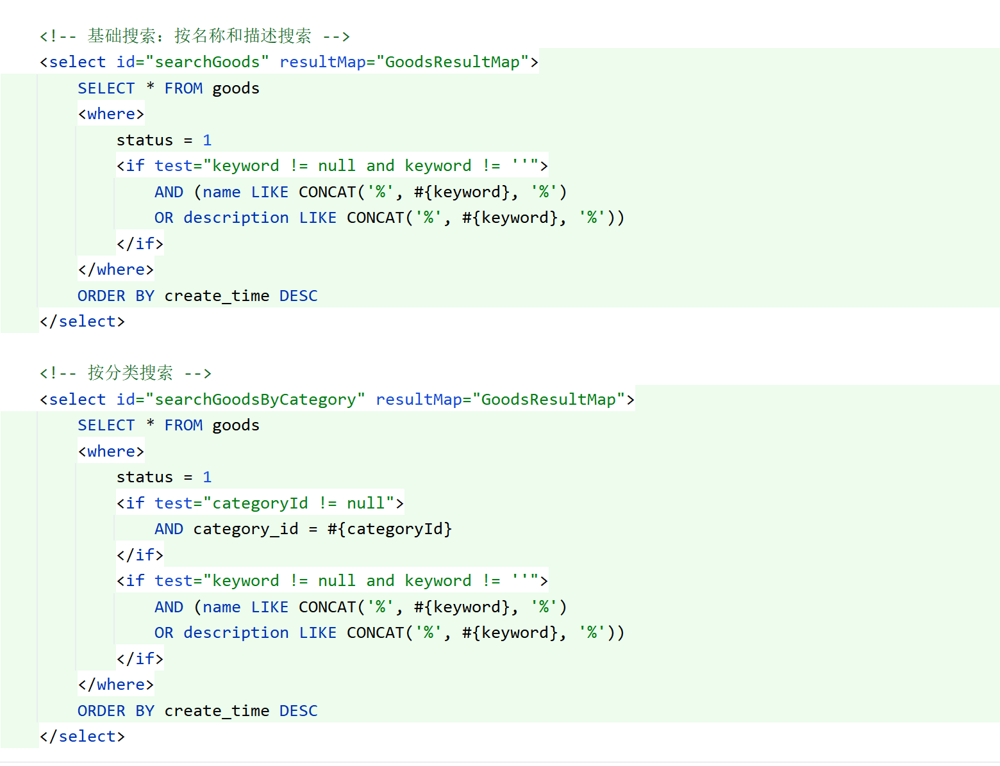 <!-- 基础搜索：按名称和描述搜索 -->
<select id="searchGoods" resultMap="GoodsResultMap">
    SELECT * FROM goods
    <where>
        status = 1
        <if test="keyword != null and keyword != ''">
            AND (name LIKE CONCAT('%', #{keyword}, '%')
            OR description LIKE CONCAT('%', #{keyword}, '%'))
        </if>
    </where>
    ORDER BY create_time DESC
</select>

<!-- 按分类搜索 -->
<select id="searchGoodsByCategory" resultMap="GoodsResultMap">
    SELECT * FROM goods
    <where>
        status = 1
        <if test="categoryId != null">
            AND category_id = #{categoryId}
        </if>
        <if test="keyword != null and keyword != ''">
            AND (name LIKE CONCAT('%', #{keyword}, '%')
            OR description LIKE CONCAT('%', #{keyword}, '%'))
        </if>
    </where>
    ORDER BY create_time DESC
</select>